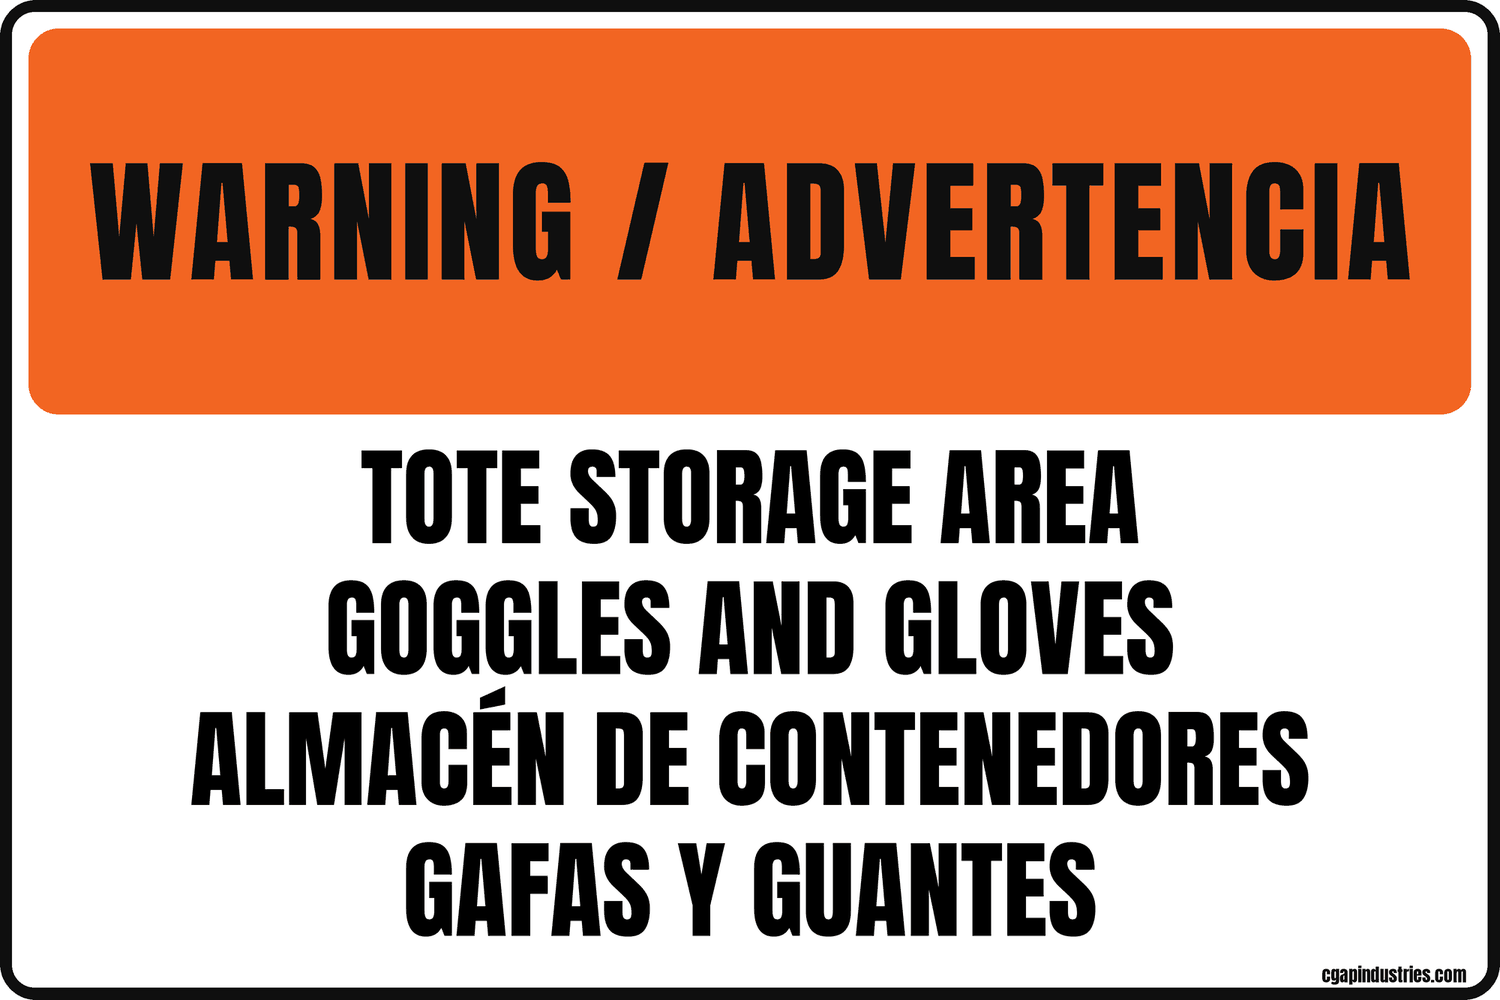 WARNING / ADVERTENCIA
TOTE STORAGE AREA
GOGGLES AND GLOVES
ALMACÉN DE CONTENEDORES
GAFAS Y GUANTES
cgapindustries.com